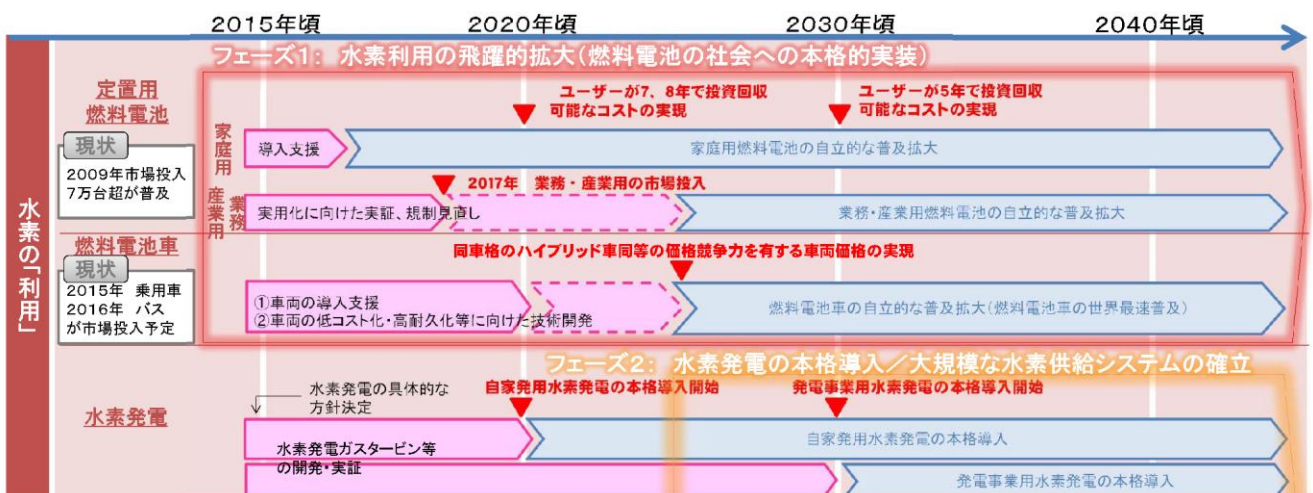 2015年頃 2020年頃 2030年頃 2040年頃
フェーズ1: 水素利用の飛躍的拡大(燃料電池の社会への本格的実装)
水素の「利用」
定置用
燃料電池
現状
2009年市場投入
7万台超が普及
家庭用
ユーザーが7、8年で投資回収
可能なコストの実現
ユーザーが5年で投資回収
可能なコストの実現
導入支援
家庭用燃料電池の自立的な普及拡大
業務
産業用
2017年 業務・産業用の市場投入
実用化に向けた実証、規制見直し
業務・産業用燃料電池の自立的な普及拡大
燃料電池車
現状
2015年 乗用車
2016年 バス
が市場投入予定
同車格のハイブリッド車同等の価格競争力を有する車両価格の実現
①車両の導入支援
②車両の低コスト化・高耐久化等に向けた技術開発
燃料電池車の自立的な普及拡大(燃料電池車の世界最速普及)
フェーズ2: 水素発電の本格導入/大規模な水素供給システムの確立
水素発電
水素発電の具体的な
方針決定
自家発用水素発電の本格導入開始
発電事業用水素発電の本格導入開始
水素発電ガスタービン等
の開発・実証
自家発用水素発電の本格導入
発電事業用水素発電の本格導入